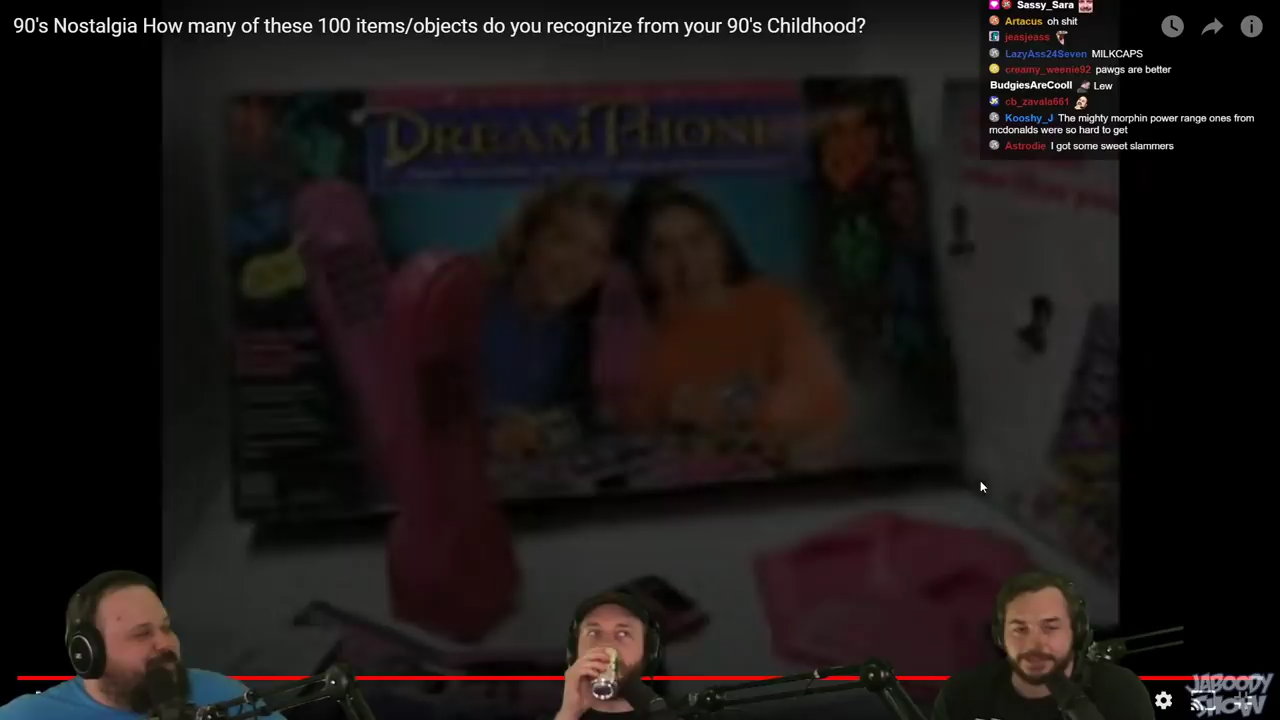 90's Nostalgia How many of these 100 items/objects do you recognize from your 90's Childhood?
Sassy_Sara
Artacus oh shit
jeasjeass
LazyAss24Seven MILKCAPS
creamy_weenie92 pawgs are better
BudgiesAreCooll Lew
cb_zavala661
Kooshy_J The mighty morphin power range ones from
mcdonalds were so hard to get
Astrodie I got some sweet slammers
DREAM PHONE
JABOODY
SHOW